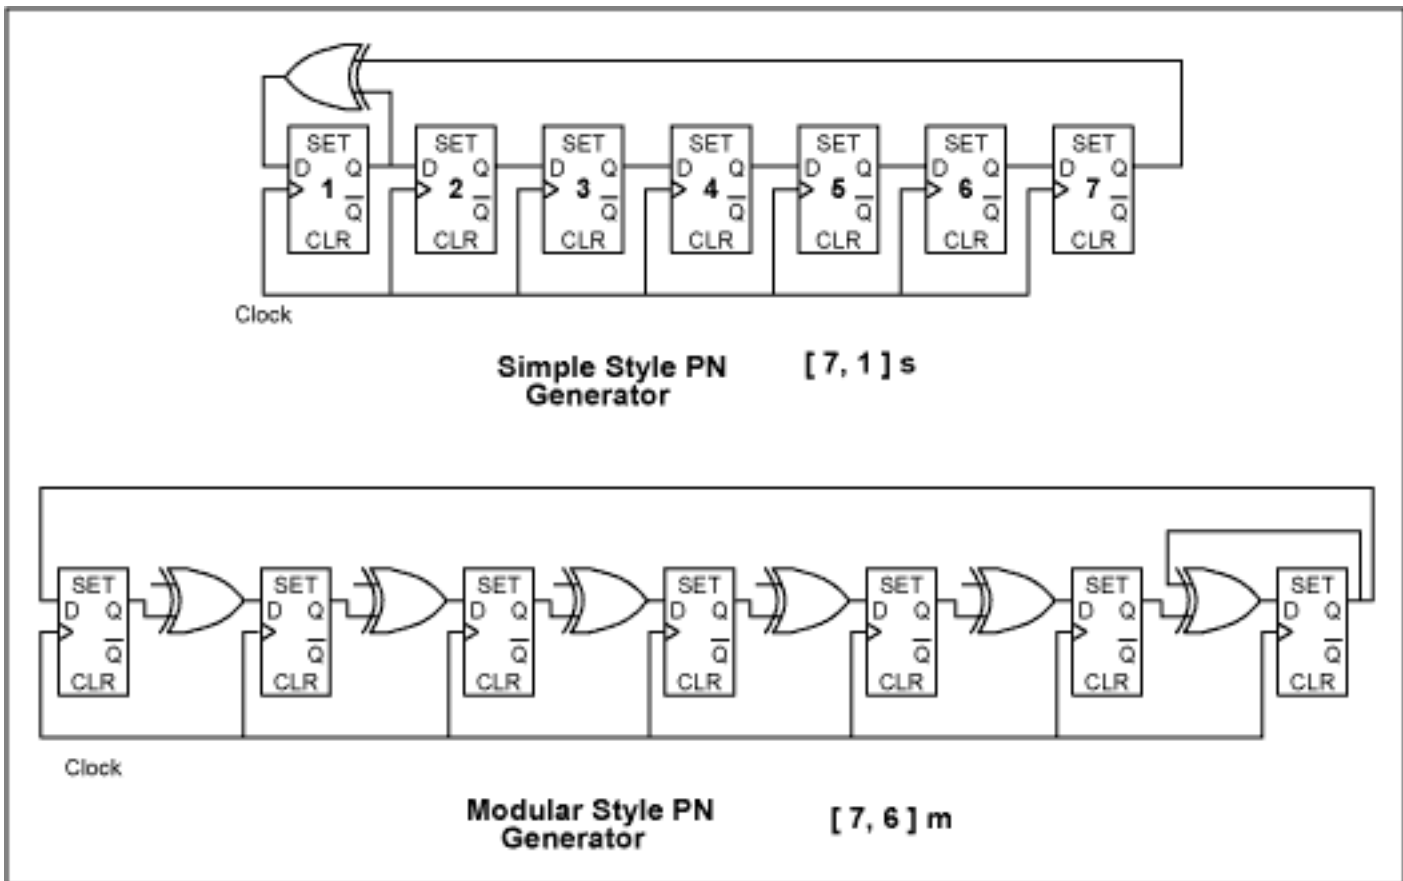 SET SET SET SET SET SET SET
D Q D Q D Q D Q D Q D Q D Q
1 2 3 4 5 6 7
Q Q Q Q Q Q Q
CLR CLR CLR CLR CLR CLR CLR
Clock
Simple Style PN [ 7, 1 ] s
Generator
SET SET SET SET SET SET SET
D Q D Q D Q D Q D Q D Q D Q
Q Q Q Q Q Q Q
CLR CLR CLR CLR CLR CLR CLR
Clock
Modular Style PN [ 7, 6 ] m
Generator